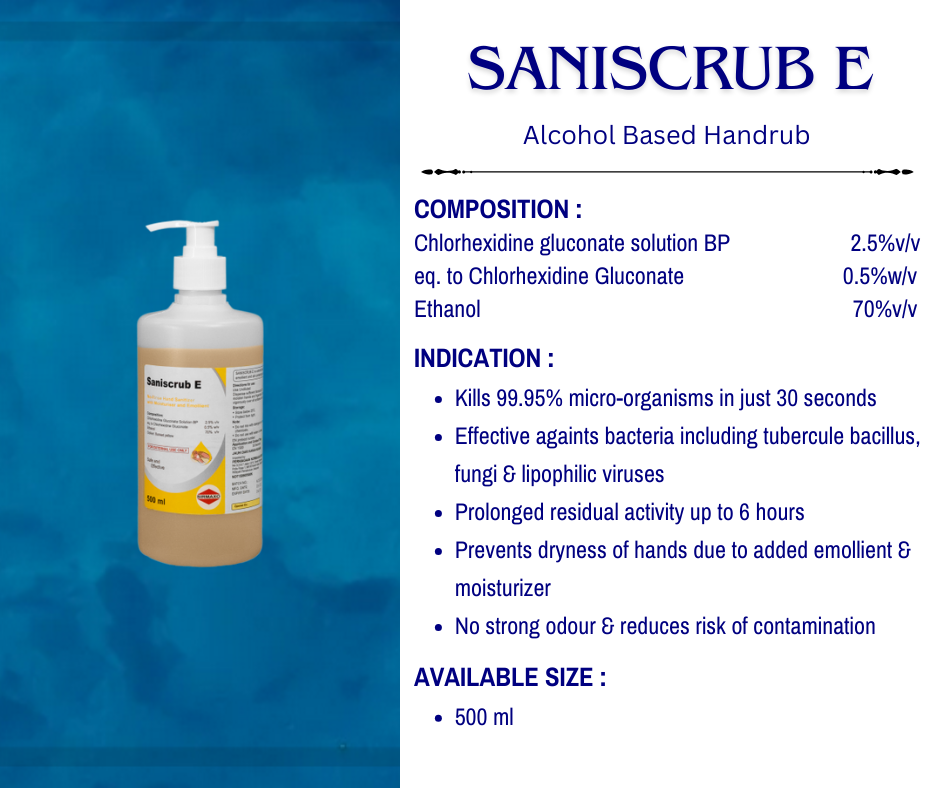 SANISCRUB E
Alcohol Based Handrub
COMPOSITION :
Chlorhexidine gluconate solution BP 2.5%v/v
eq. to Chlorhexidine Gluconate 0.5%w/v
Ethanol 70%v/v
INDICATION :
• Kills 99.95% micro-organisms in just 30 seconds
• Effective againts bacteria including tubercule bacillus,
fungi & lipophilic viruses
• Prolonged residual activity up to 6 hours
• Prevents dryness of hands due to added emollient &
moisturizer
• No strong odour & reduces risk of contamination
AVAILABLE SIZE :
• 500 ml
Saniscrub E
500 ml